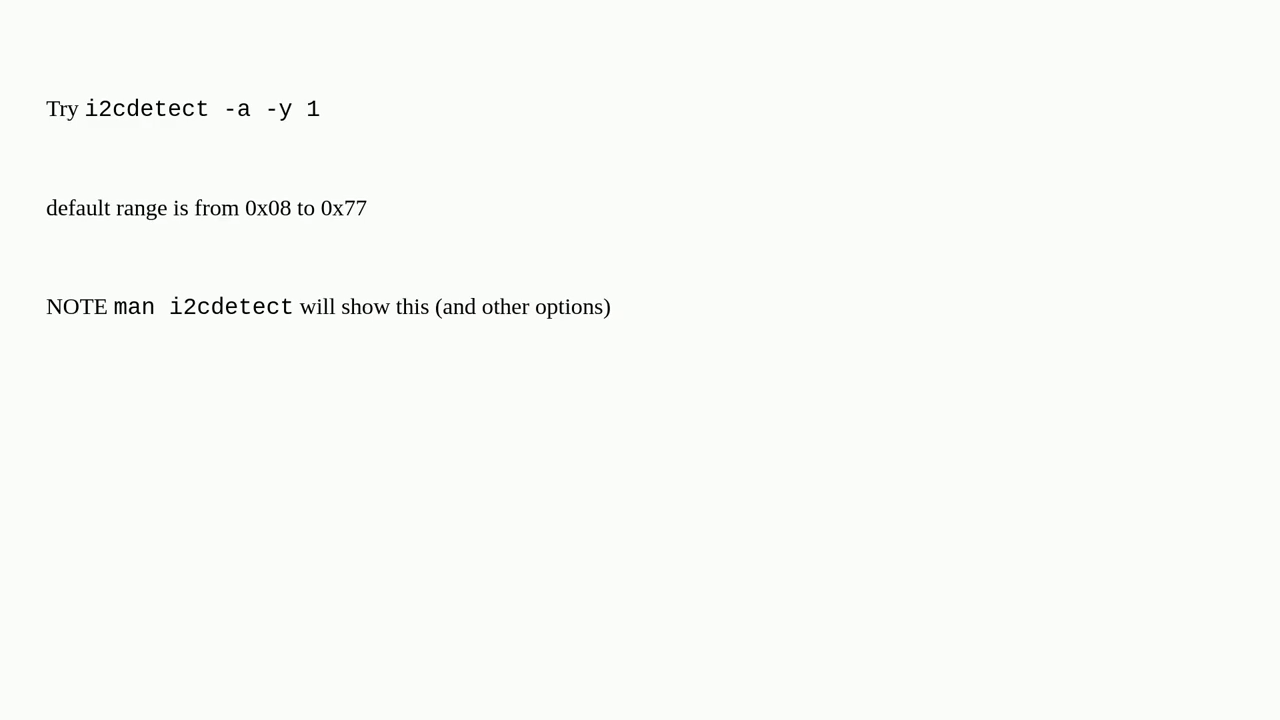 Try i2cdetect -a -y 1
default range is from 0x08 to 0x77
NOTE man i2cdetect will show this (and other options)